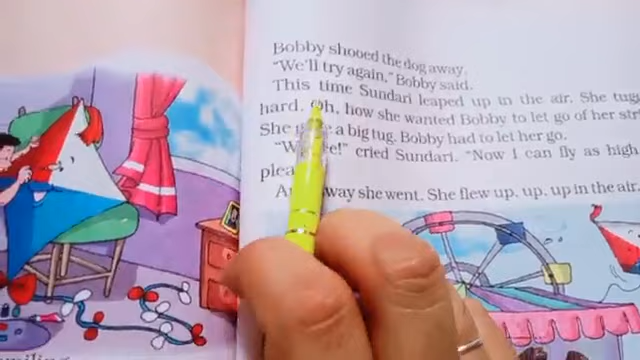 Bobby shooed the dog away.
"We'll try again," Bobby said.
This time Sundari leaped up in the air. She
hard. Oh, how she wanted Bobby to let go of her
She a big tug. Bobby had to let her go.
cried Sundari. "Now I can fly as high

way she went. She flew up, up, up in the air.